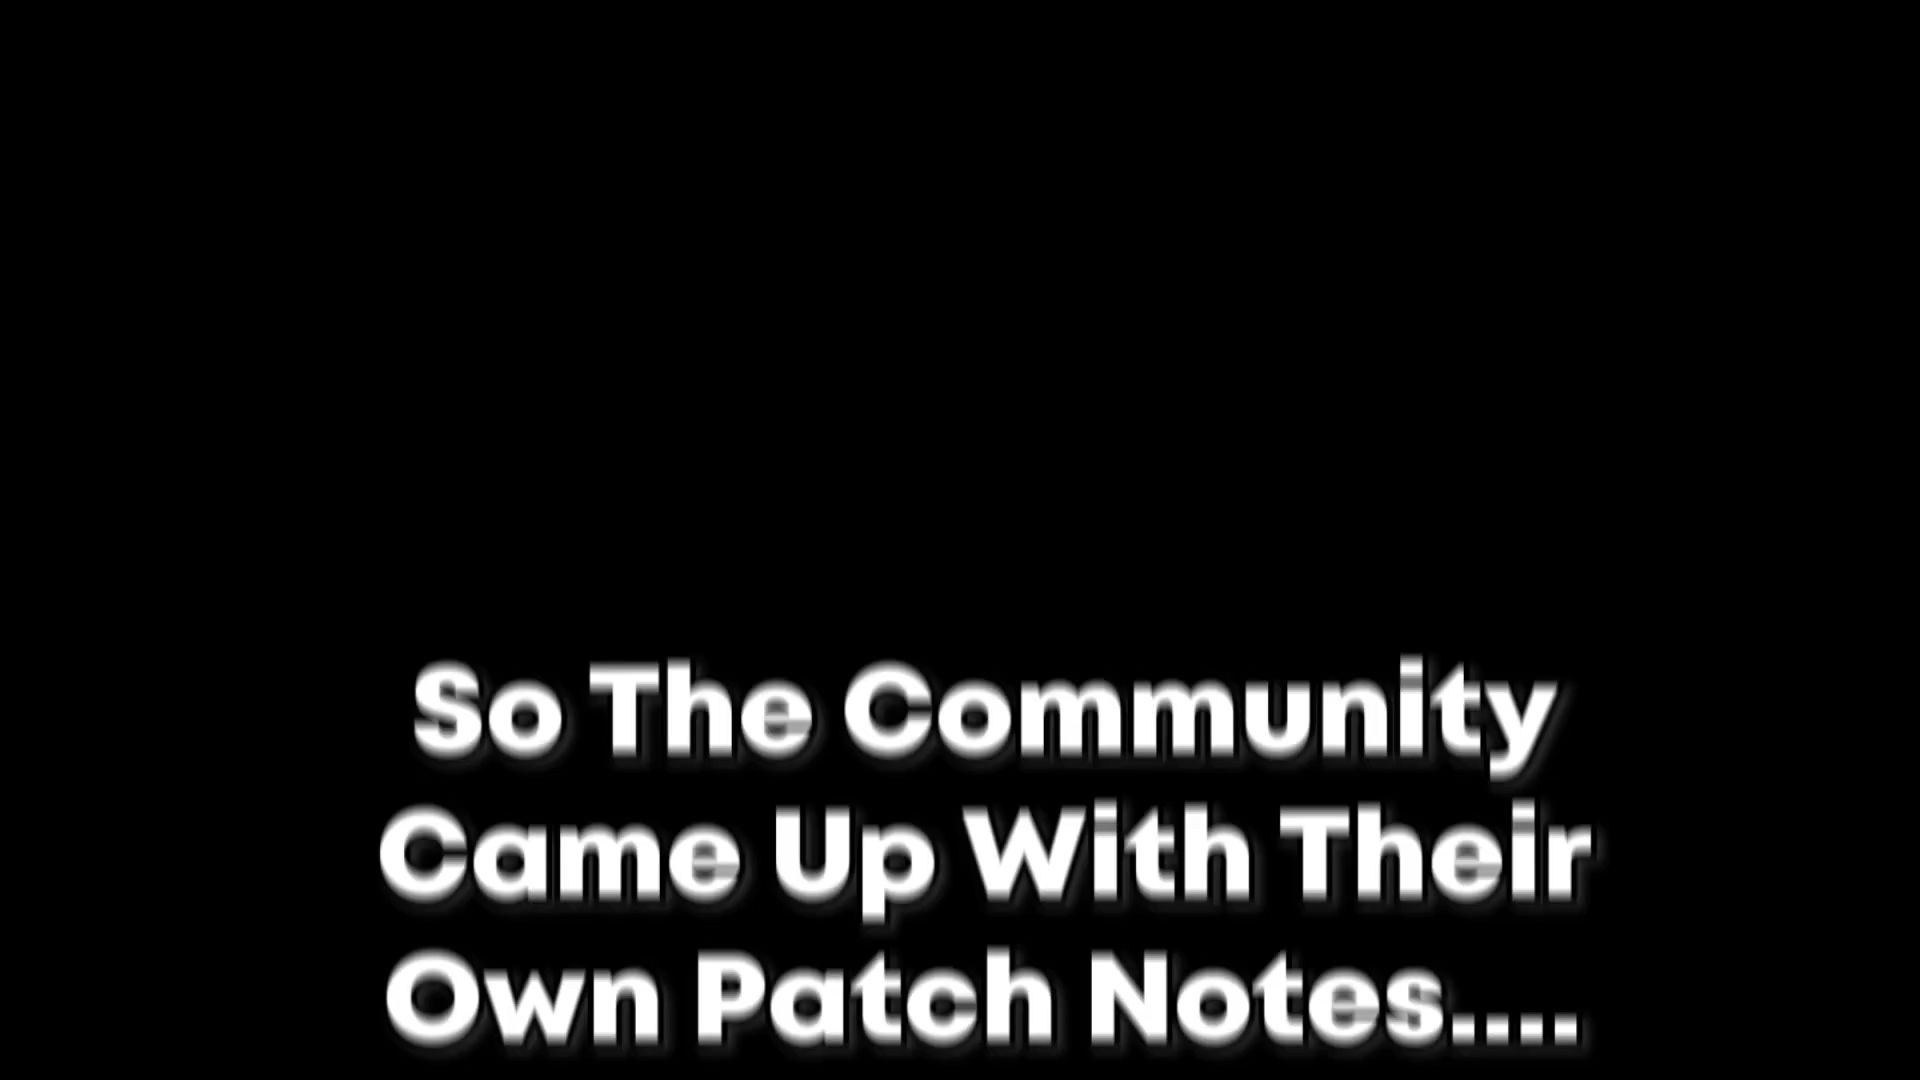 So The Community
Came Up With Their
Own Patch Notes....